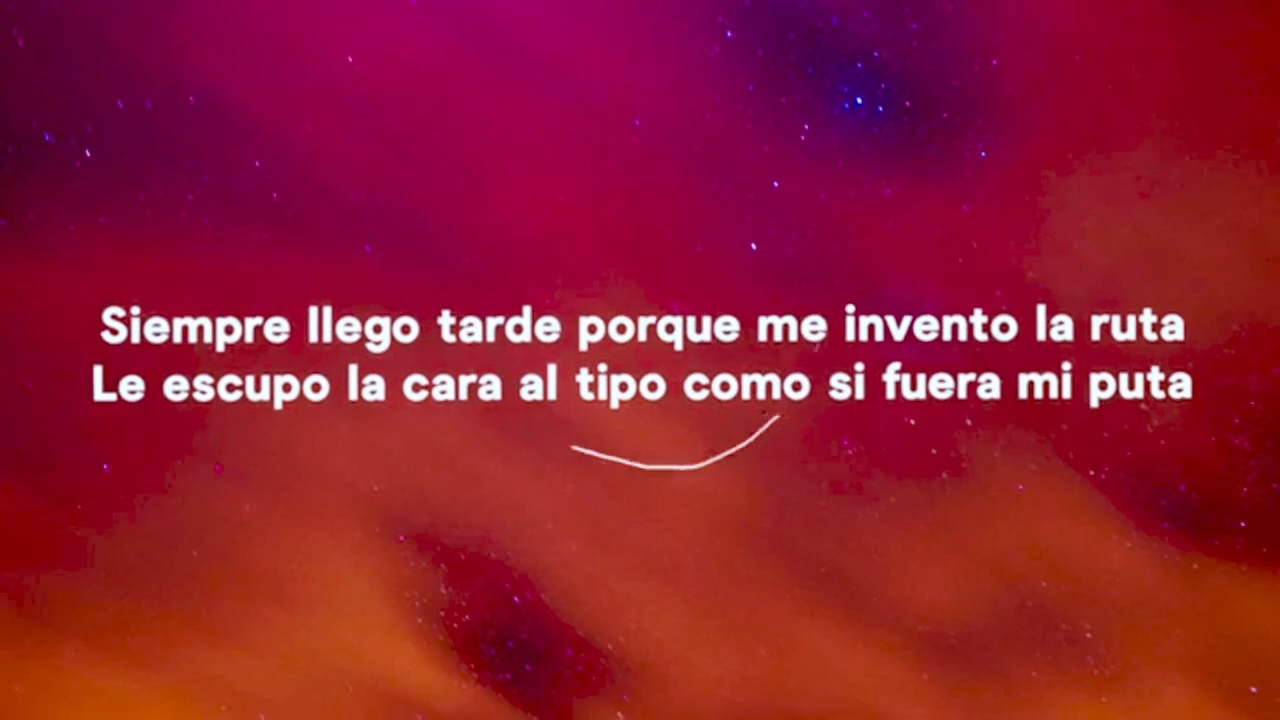 Siempre llego tarde porque me invento la ruta
Le escupo la cara al tipo como si fuera mi puta